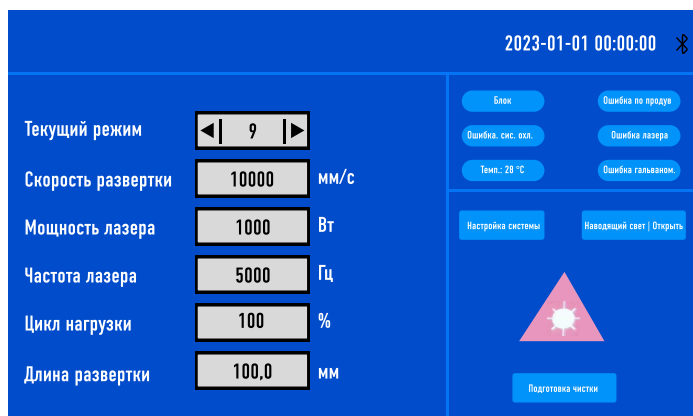 2023-01-01 00:00:00
Текущий режим 9
Скорость развертки 10000 мм/с
Мощность лазера 1000 Вт
Частота лазера 5000 Гц
Цикл нагрузки 100 %
Длина развертки 100,0 мм
Блок Ошибка по продув
Ошибка. сис. охл. Ошибка лазера
Темп.: 28 °C Ошибка гальваном.
Настройка системы Наводящий свет | Открыть
Подготовка чистки